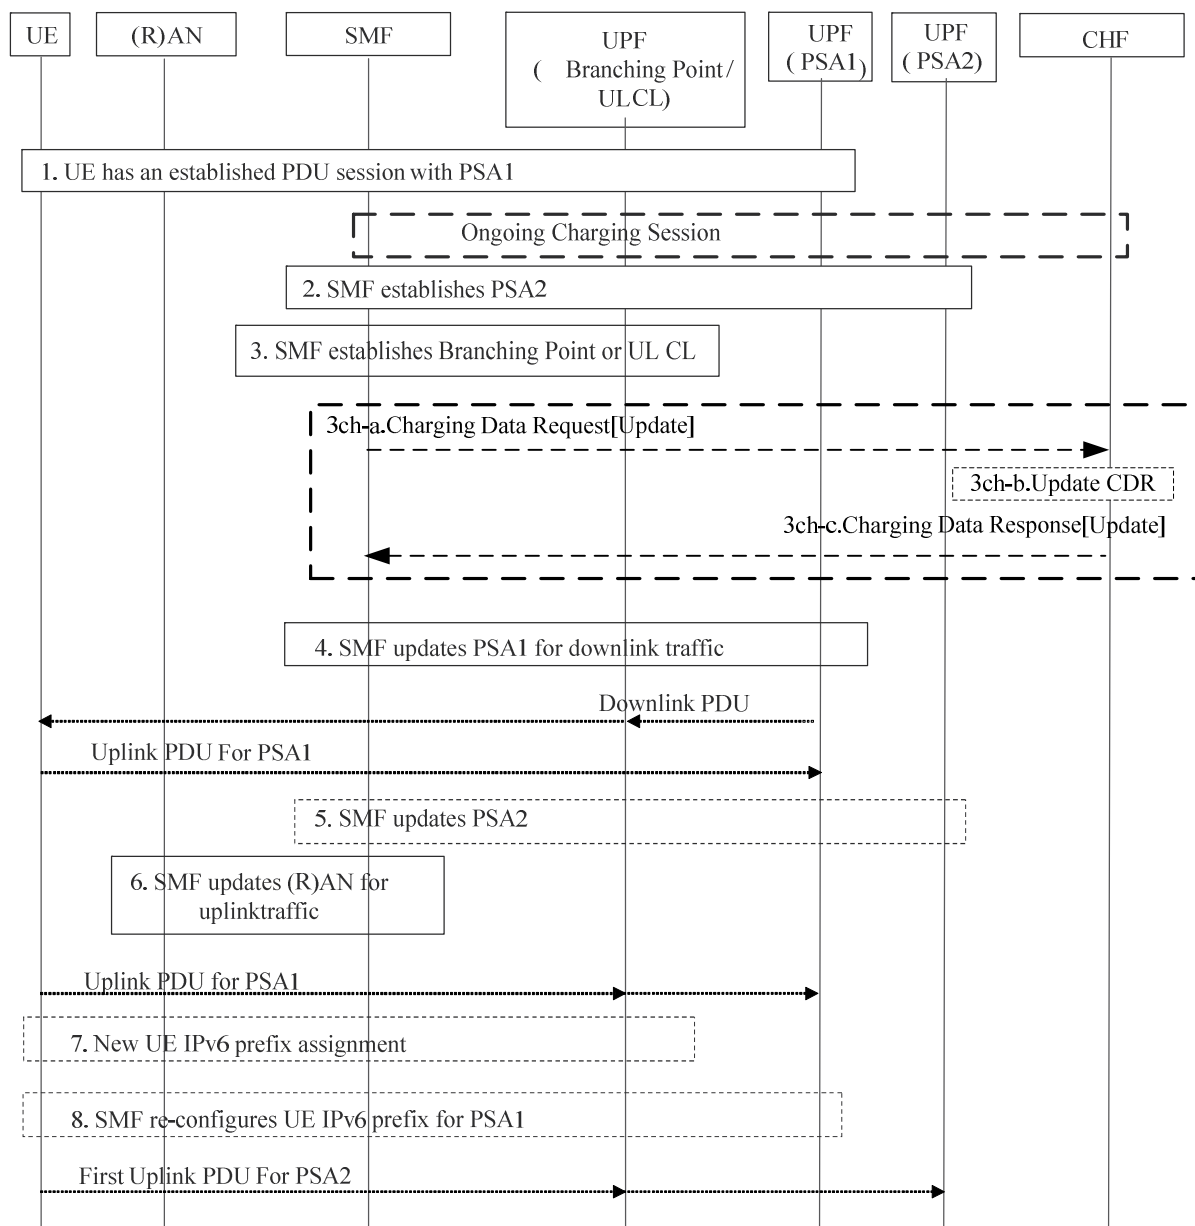 UE
(R)AN
SMF
UPF
( Branching Point /
ULCL)
UPF
( PSA1)
UPF
( PSA2)
CHF
1. UE has an established PDU session with PSA1
Ongoing Charging Session
2. SMF establishes PSA2
3. SMF establishes Branching Point or UL CL
3ch-a.Charging Data Request[Update]
3ch-b.Update CDR
3ch-c.Charging Data Response[Update]
4. SMF updates PSA1 for downlink traffic
Downlink PDU
Uplink PDU For PSA1
5. SMF updates PSA2
6. SMF updates (R)AN for
uplinktraffic
Uplink PDU for PSA1
7. New UE IPv6 prefix assignment
8. SMF re-configures UE IPv6 prefix for PSA1
First Uplink PDU For PSA2